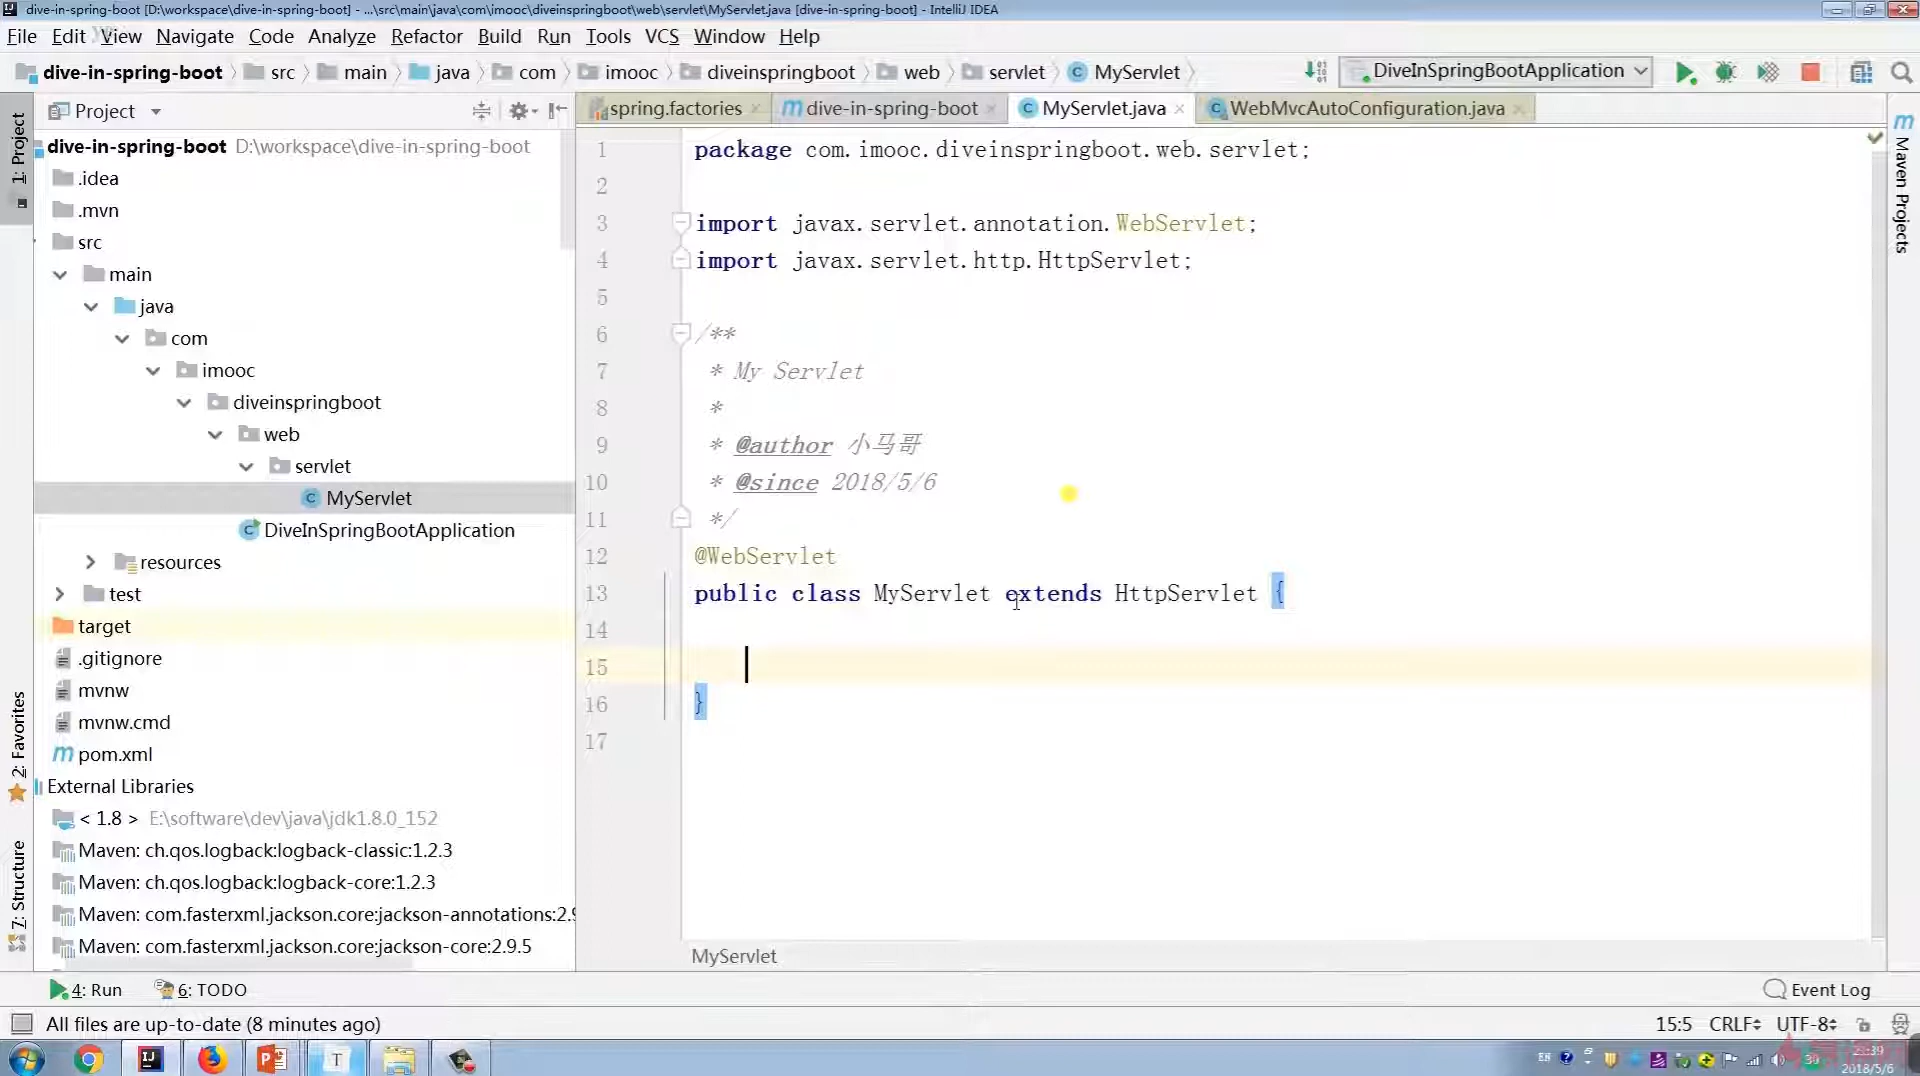 dive-in-spring-boot [D:\workspace\dive-in-spring-boot] - ...\src\main\java\com\imooc\diveinspringboot\web\servlet\MyServlet.java [dive-in-spring-boot] - IntelliJ IDEA
File Edit View Navigate Code Analyze Refactor Build Run Tools VCS Window Help
dive-in-spring-boot src main java com imooc diveinspringboot web servlet MyServlet DiveInSpringBootApplication
Project
spring.factories dive-in-spring-boot MyServlet.java WebMvcAutoConfiguration.java
1: Project
2: Favorites
7: Structure
Maven Projects
dive-in-spring-boot D:\workspace\dive-in-spring-boot
.idea
.mvn
src
main
java
com
imooc
diveinspringboot
web
servlet
MyServlet
DiveInSpringBootApplication
resources
test
target
.gitignore
mvnw
mvnw.cmd
pom.xml
External Libraries
< 1.8 > E:\software\dev\java\jdk1.8.0_152
Maven: ch.qos.logback:logback-classic:1.2.3
Maven: ch.qos.logback:logback-core:1.2.3
Maven: com.fasterxml.jackson.core:jackson-annotations:2.9
Maven: com.fasterxml.jackson.core:jackson-core:2.9.5
1 package com.imooc.diveinspringboot.web.servlet;
2
3 import javax.servlet.annotation.WebServlet;
4 import javax.servlet.http.HttpServlet;
5
6 /**
7 * My Servlet
8 *
9 * @author 小马哥
10 * @since 2018/5/6
11 */
12 @WebServlet
13 public class MyServlet extends HttpServlet {
14
15
16 }
17
MyServlet
4: Run 6: TODO
Event Log
All files are up-to-date (8 minutes ago)
15:5 CRLF UTF-8
EN
2018/5/6